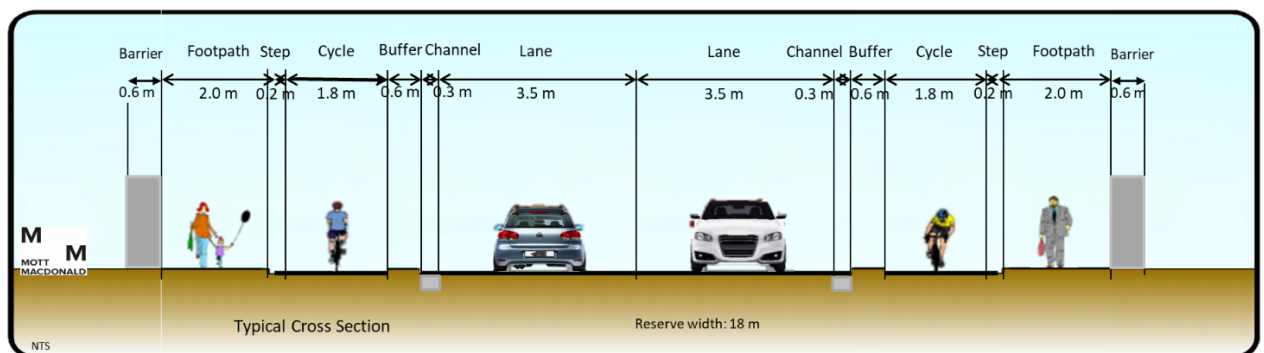 Barrier Footpath Step Cycle Buffer Channel Lane Lane Channel Buffer Cycle Step Footpath Barrier
0.6 m 2.0 m 0.2 m 1.8 m 0.6 m 0.3 m 3.5 m 3.5 m 0.3 m 0.6 m 1.8 m 0.2 m 2.0 m 0.6 m
M
M
MOTT
MACDONALD
Typical Cross Section Reserve width: 18 m
NTS